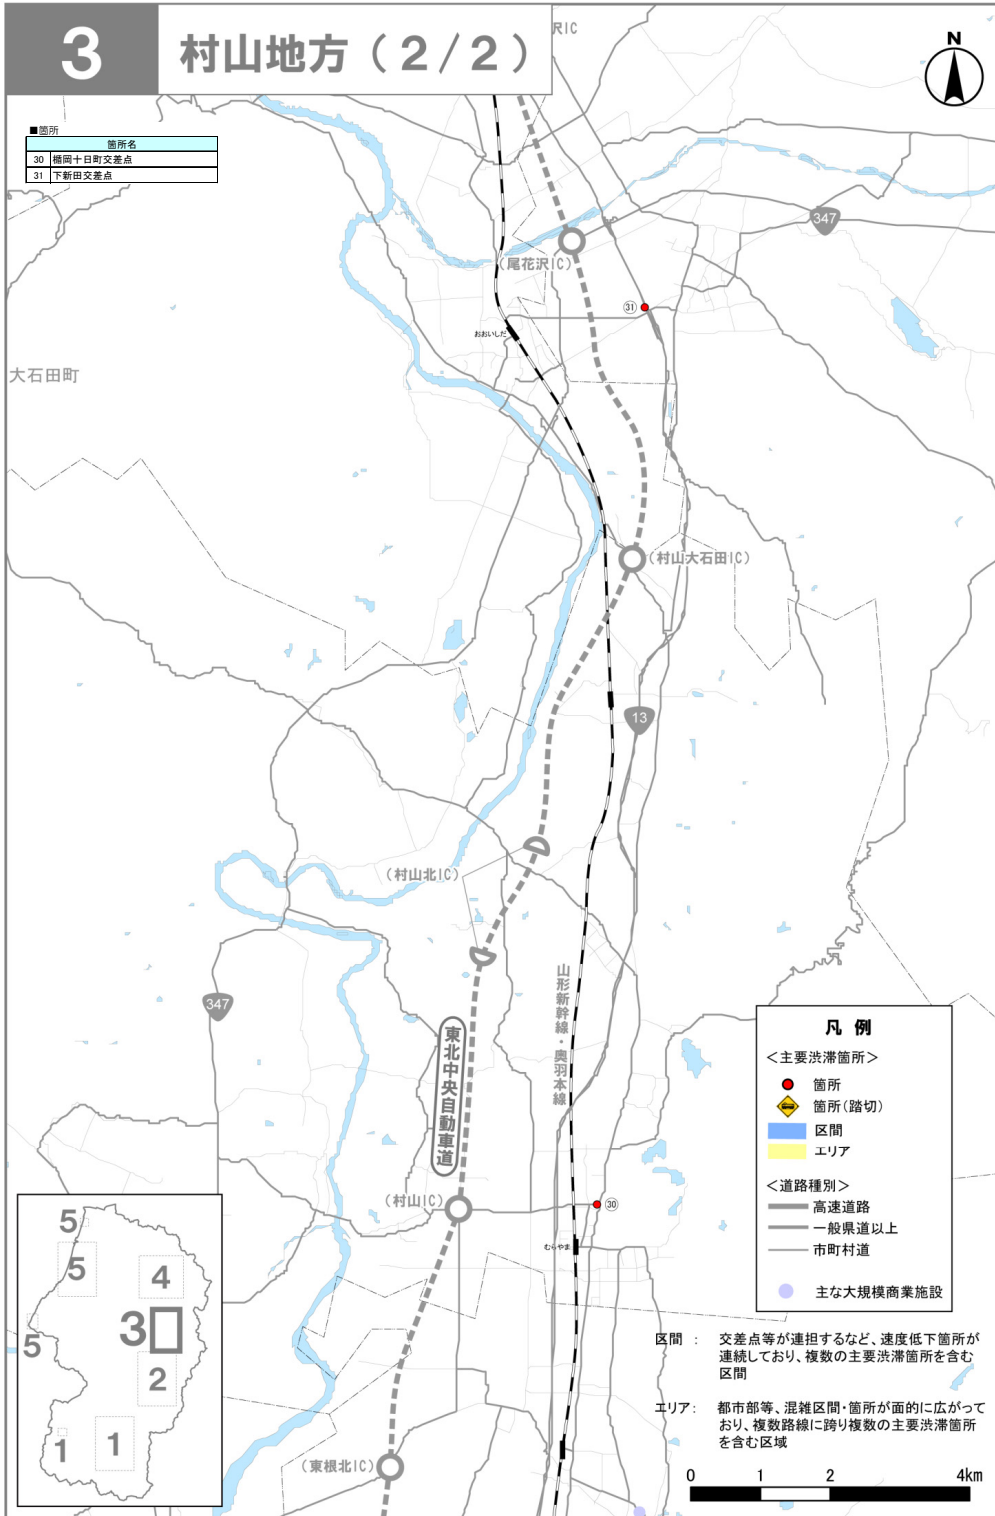 3
村山地方（２/２）
沢IC
N
■箇所
箇所名
30 楯岡十日町交差点
31 下新田交差点
347
(尾花沢IC)
31
おおいしだ
大石田町
(村山大石田IC)
13
(村山北IC)
347
山形新幹線・奥羽本線
東北中央自動車道
(村山IC)
30
むらやま
(東根北IC)
凡 例
＜主要渋滞箇所＞
箇所
箇所(踏切)
区間
エリア
＜道路種別＞
高速道路
一般県道以上
市町村道
主な大規模商業施設
5
5
4
3
5
2
1
1
区間 : 交差点等が連担するなど、速度低下箇所が
連続しており、複数の主要渋滞箇所を含む
区間
エリア: 都市部等、混雑区間・箇所が面的に広がって
おり、複数路線に跨り複数の主要渋滞箇所
を含む区域
0 1 2 4km